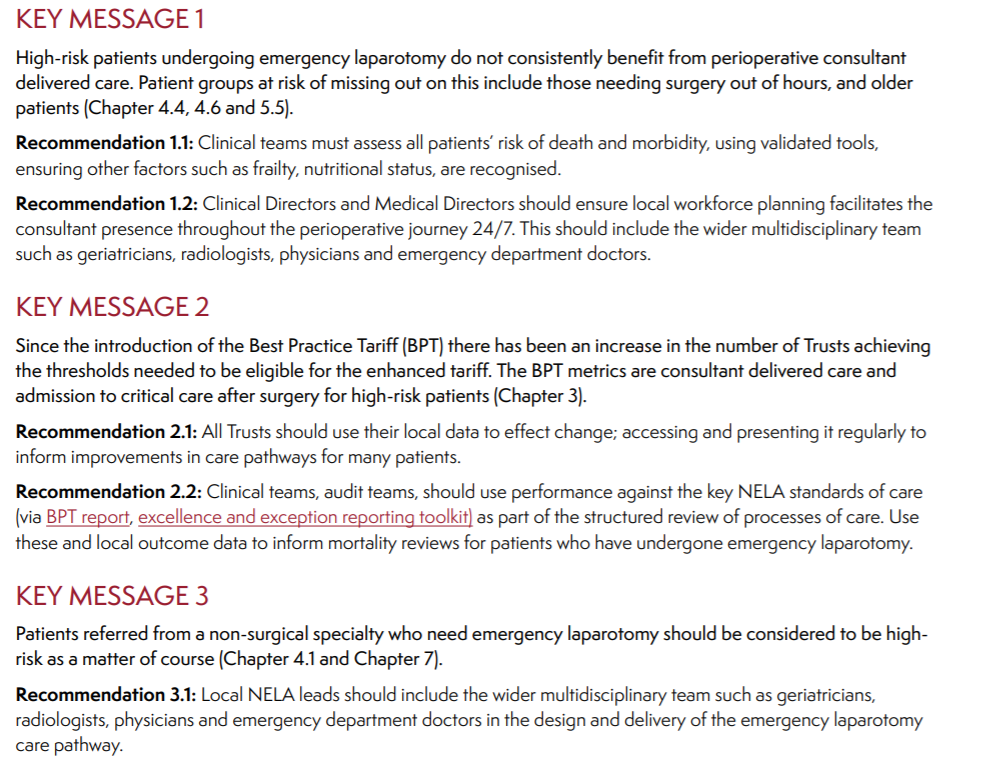 KEY MESSAGE 1
High-risk patients undergoing emergency laparotomy do not consistently benefit from perioperative consultant
delivered care. Patient groups at risk of missing out on this include those needing surgery out of hours, and older
patients (Chapter 4.4, 4.6 and 5.5).
Recommendation 1.1: Clinical teams must assess all patients’ risk of death and morbidity, using validated tools,
ensuring other factors such as frailty, nutritional status, are recognised.
Recommendation 1.2: Clinical Directors and Medical Directors should ensure local workforce planning facilitates the
consultant presence throughout the perioperative journey 24/7. This should include the wider multidisciplinary team
such as geriatricians, radiologists, physicians and emergency department doctors.
KEY MESSAGE 2
Since the introduction of the Best Practice Tariff (BPT) there has been an increase in the number of Trusts achieving
the thresholds needed to be eligible for the enhanced tariff. The BPT metrics are consultant delivered care and
admission to critical care after surgery for high-risk patients (Chapter 3).
Recommendation 2.1: All Trusts should use their local data to effect change; accessing and presenting it regularly to
inform improvements in care pathways for many patients.
Recommendation 2.2: Clinical teams, audit teams, should use performance against the key NELA standards of care
(via BPT report, excellence and exception reporting toolkit) as part of the structured review of processes of care. Use
these and local outcome data to inform mortality reviews for patients who have undergone emergency laparotomy.
KEY MESSAGE 3
Patients referred from a non-surgical specialty who need emergency laparotomy should be considered to be high-
risk as a matter of course (Chapter 4.1 and Chapter 7).
Recommendation 3.1: Local NELA leads should include the wider multidisciplinary team such as geriatricians,
radiologists, physicians and emergency department doctors in the design and delivery of the emergency laparotomy
care pathway.